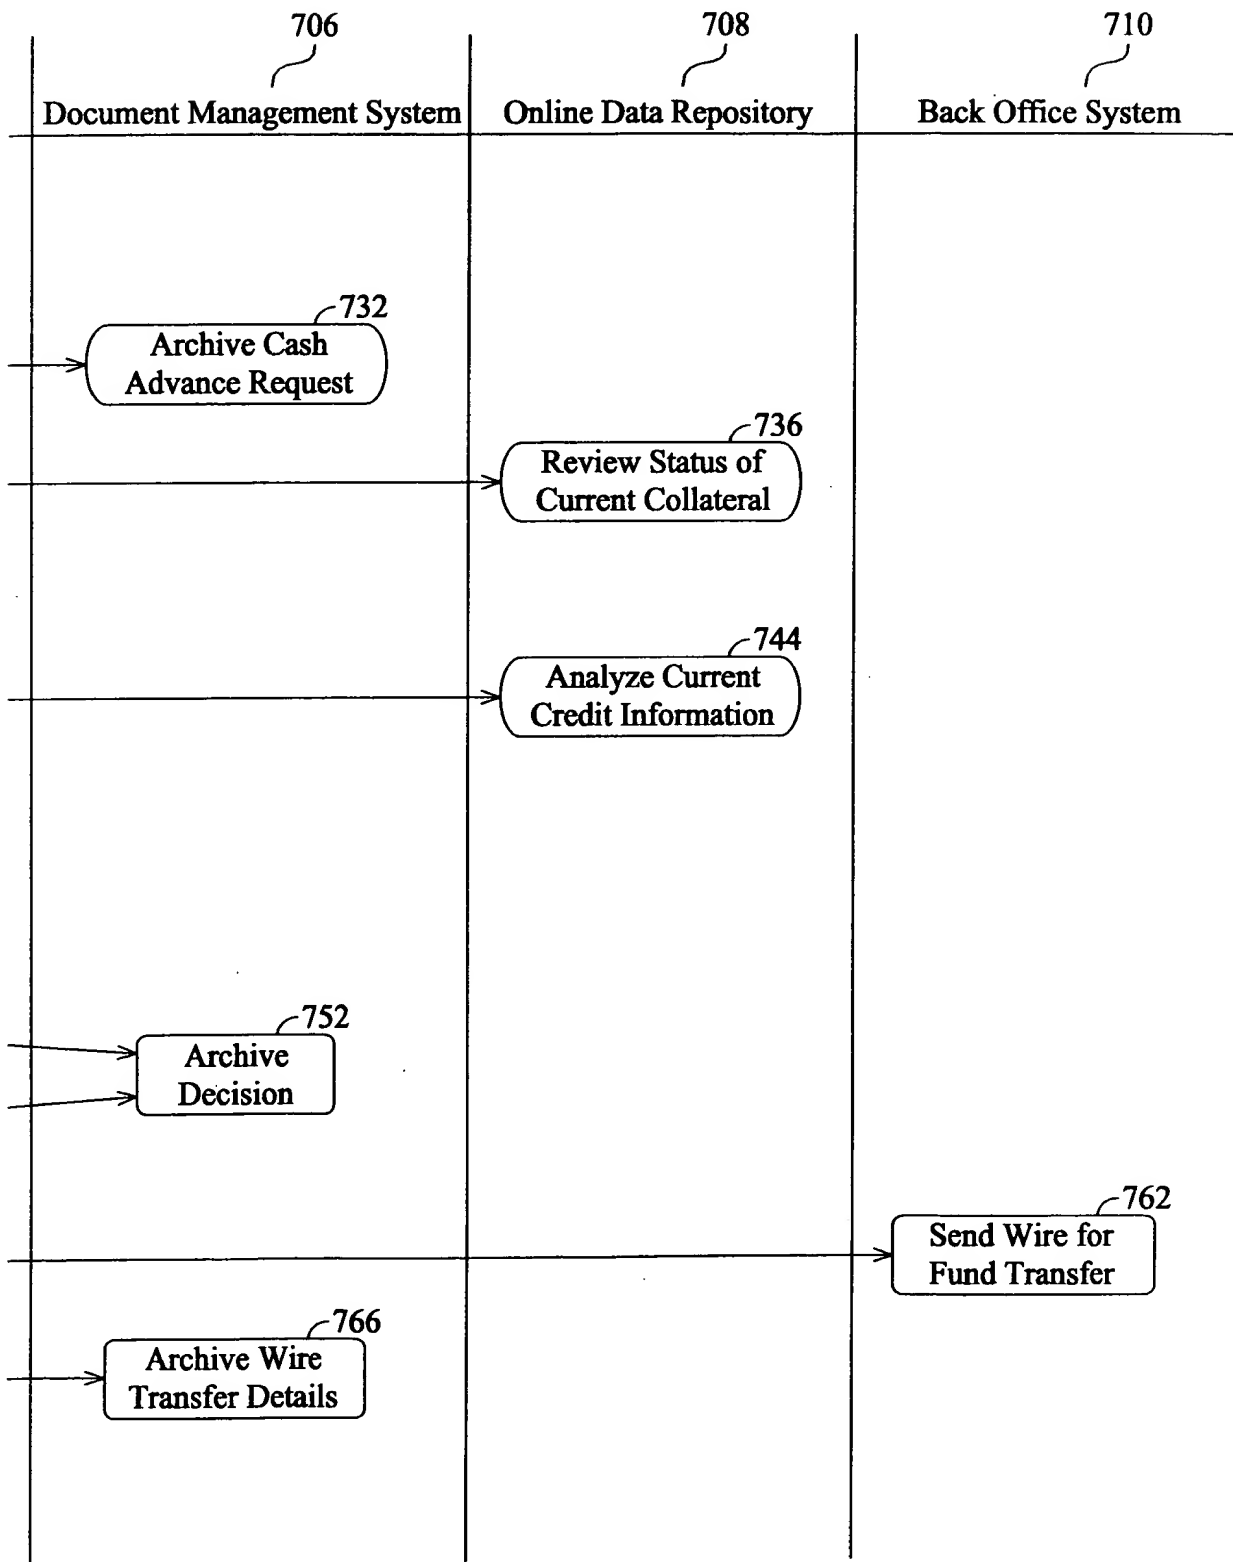 706
708
710
Document Management System
Online Data Repository
Back Office System
732
Archive Cash
Advance Request
736
Review Status of
Current Collateral
744
Analyze Current
Credit Information
752
Archive
Decision
762
Send Wire for
Fund Transfer
766
Archive Wire
Transfer Details